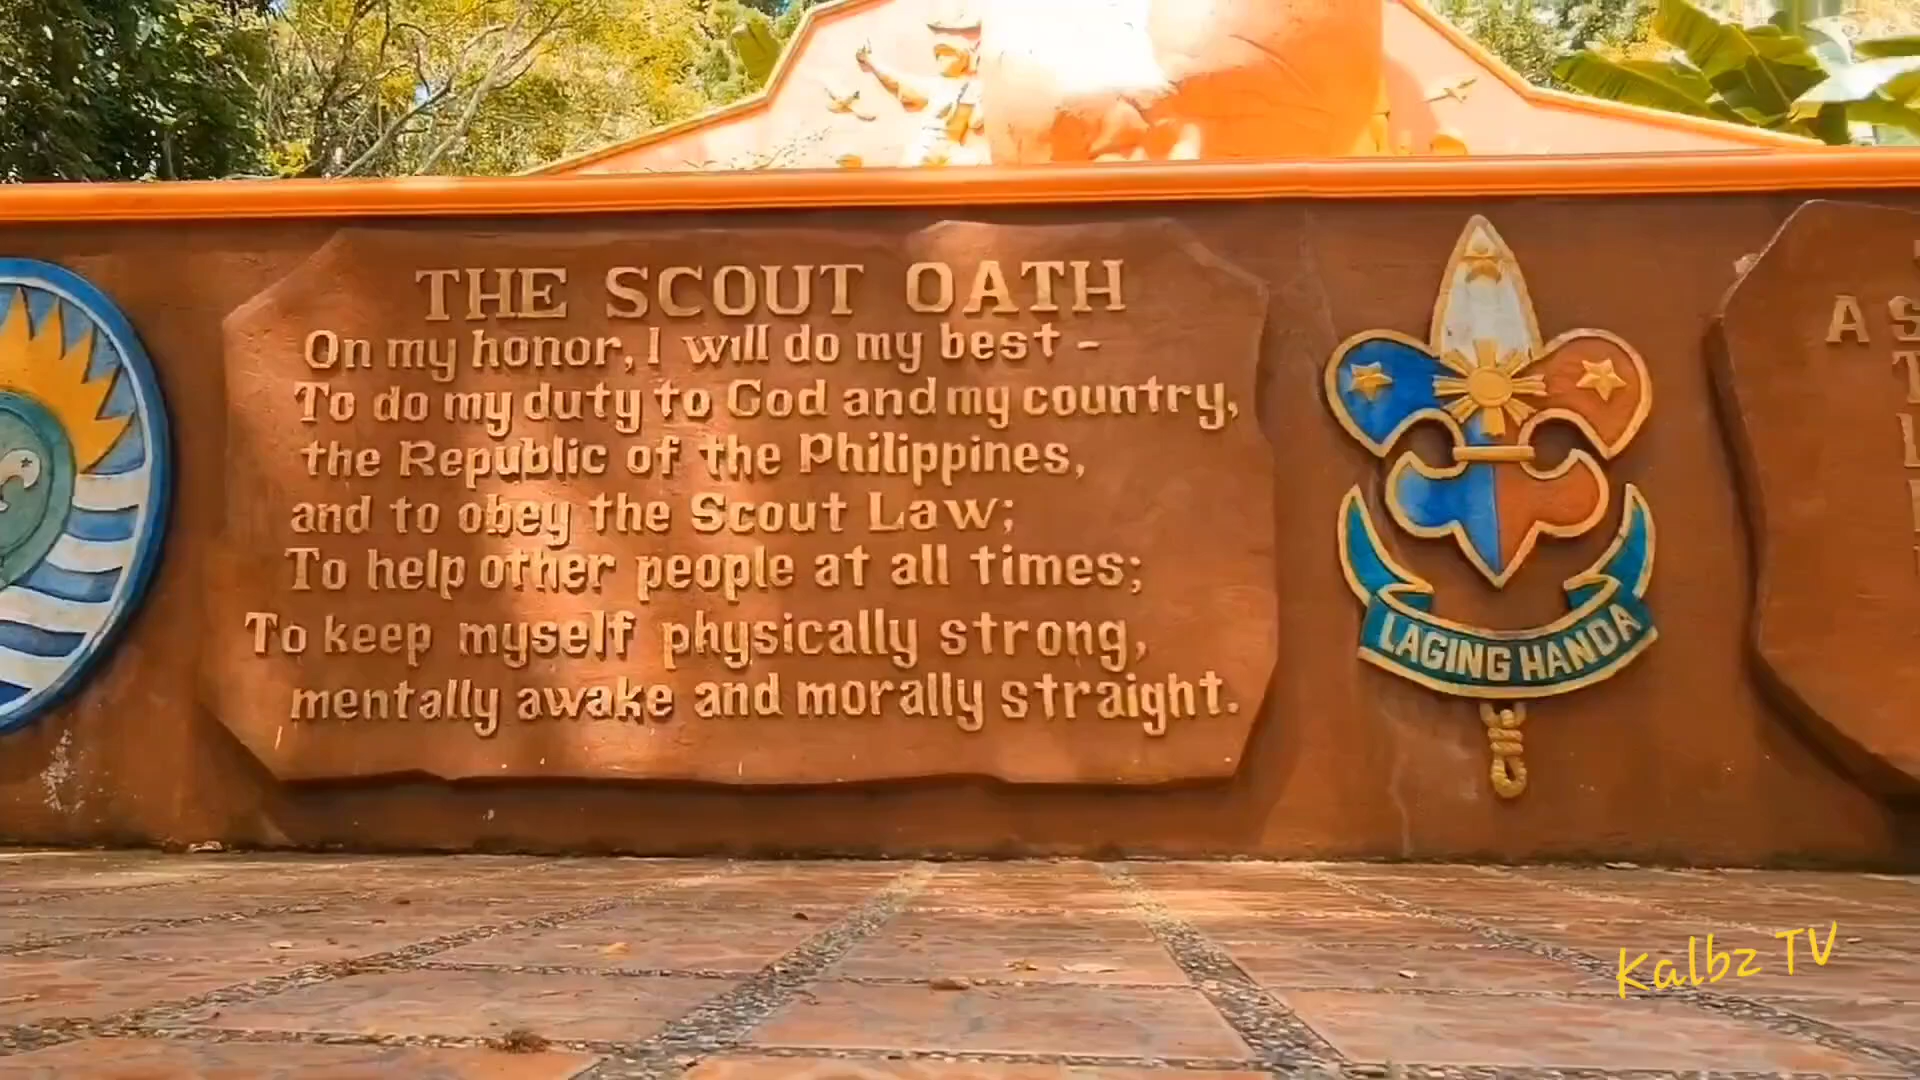 THE SCOUT OATH
On my honor, I will do my best -
To do my duty to God and my country,
the Republic of the Philippines,
and to obey the Scout Law;
To help other people at all times;
To keep myself physically strong,
mentally awake and morally straight.
LAGING HANDA
A
Kalbz TV